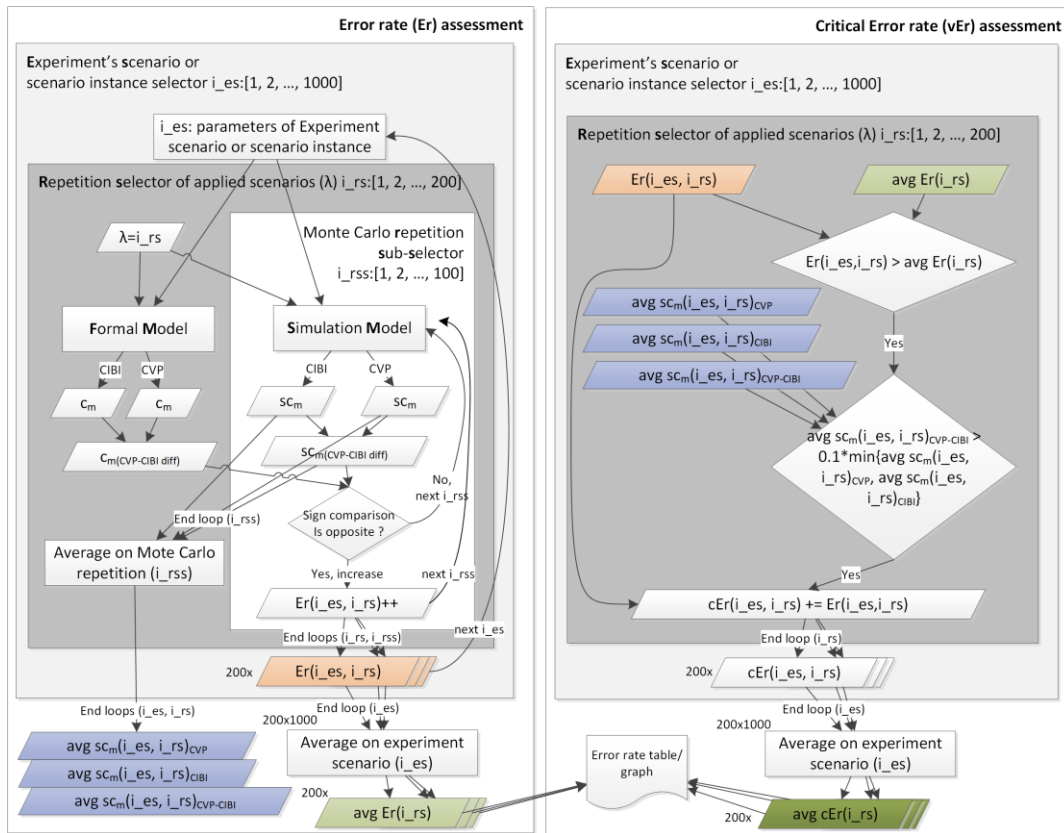 Error rate (Er) assessment
Experiment's scenario or
scenario instance selector i_es:[1, 2, ..., 1000]
i_es: parameters of Experiment
scenario or scenario instance
Repetition selector of applied scenarios (λ) i_rs:[1, 2, ..., 200]
λ=i_rs
Monte Carlo repetition
sub-selector
i_rss:[1, 2, ..., 100]
Formal Model
Simulation Model
CIBI
CVP
CIBI
CVP
cm
cm
scm
scm
cm(CVP-CIBI diff)
scm(CVP-CIBI diff)
No,
next i_rss
End loop (i_rss)
Sign comparison
Is opposite ?
Average on Mote Carlo
repetition (i_rss)
Yes, increase
next i_rss
Er(i_es, i_rs)++
next i_es
End loops (i_rs, i_rss)
200x
Er(i_es, i_rs)
End loops (i_es, i_rs)
End loop (i_es)
200x1000
avg scm(i_es, i_rs)CVP
avg scm(i_es, i_rs)CIBI
avg scm(i_es, i_rs)CVP-CIBI
Average on experiment
scenario (i_es)
200x
avg Er(i_rs)
Critical Error rate (vEr) assessment
Experiment's scenario or
scenario instance selector i_es:[1, 2, ..., 1000]
Repetition selector of applied scenarios (λ) i_rs:[1, 2, ..., 200]
Er(i_es, i_rs)
avg Er(i_rs)
Er(i_es,i_rs) > avg Er(i_rs)
avg scm(i_es, i_rs)CVP
avg scm(i_es, i_rs)CIBI
avg scm(i_es, i_rs)CVP-CIBI
Yes
avg scm(i_es, i_rs)CVP-CIBI >
0.1*min{avg scm(i_es,
i_rs)CVP, avg scm(i_es,
i_rs)CIBI}
Yes
cEr(i_es, i_rs) += Er(i_es,i_rs)
End loop (i_rs)
200x
cEr(i_es, i_rs)
End loop (i_es)
200x1000
Average on experiment
scenario (i_es)
Error rate table/
graph
200x
avg cEr(i_rs)